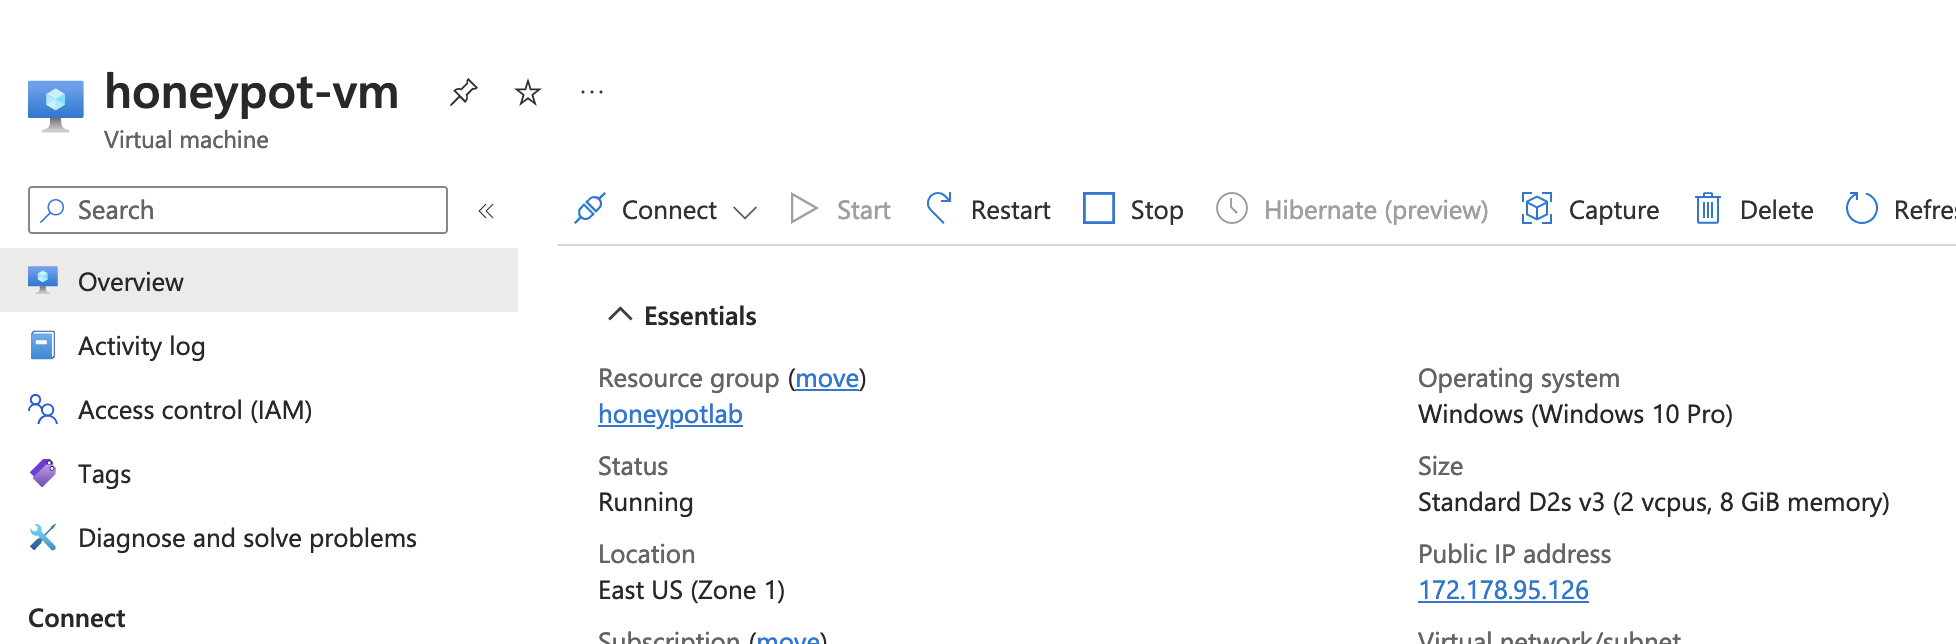 honeypot-vm
Virtual machine
Search
Overview
Activity log
Access control (IAM)
Tags
Diagnose and solve problems
Connect
Connect Start Restart Stop Hibernate (preview) Capture Delete Refres
Essentials
Resource group (move)
honeypotlab
Status
Running
Location
East US (Zone 1)
Subscription (move)
Operating system
Windows (Windows 10 Pro)
Size
Standard D2s v3 (2 vcpus, 8 GiB memory)
Public IP address
172.178.95.126
Virtual network/subnet